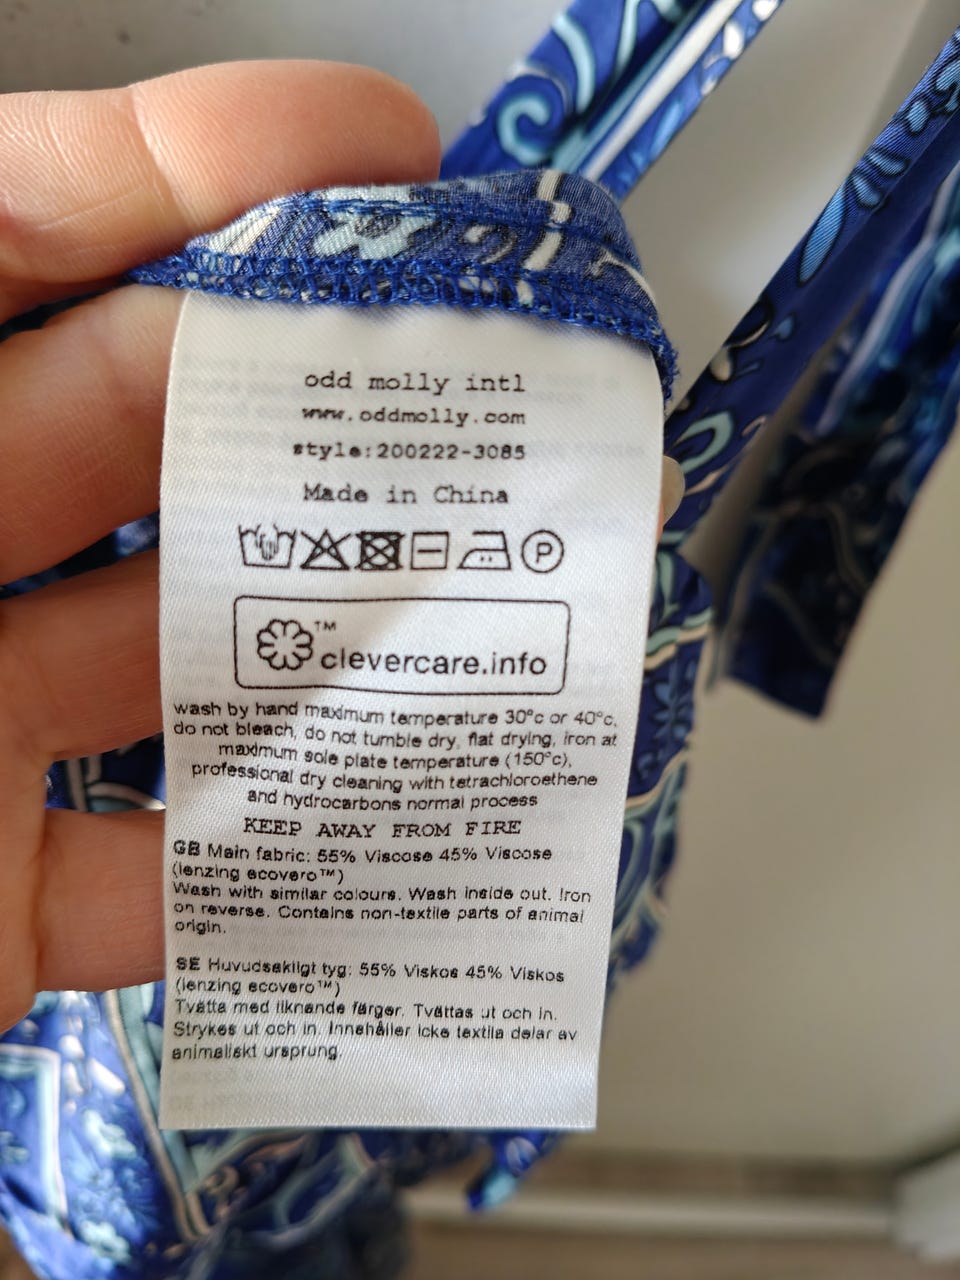 odd molly intl
www.oddmolly.com
style:200222-3085
Made in China
P
™
clevercare.info
wash by hand maximum temperature 30°c or 40°c,
do not bleach, do not tumble dry, flat drying, iron at
maximum sole plate temperature (150°c),
professional dry cleaning with tetrachloroethene
and hydrocarbons normal process
KEEP AWAY FROM FIRE
GB Main fabric: 55% Viscose 45% Viscose
(lenzing ecovero™)
Wash with similar colours. Wash inside out. Iron
on reverse. Contains non-textile parts of animal
origin.
SE Huvudsakligt tyg: 55% Viskos 45% Viskos
(lenzing ecovero™)
Tvätta med liknande färger. Tvättas ut och in.
Strykes ut och in. Innehåller icke textila delar av
animaliskt ursprung.